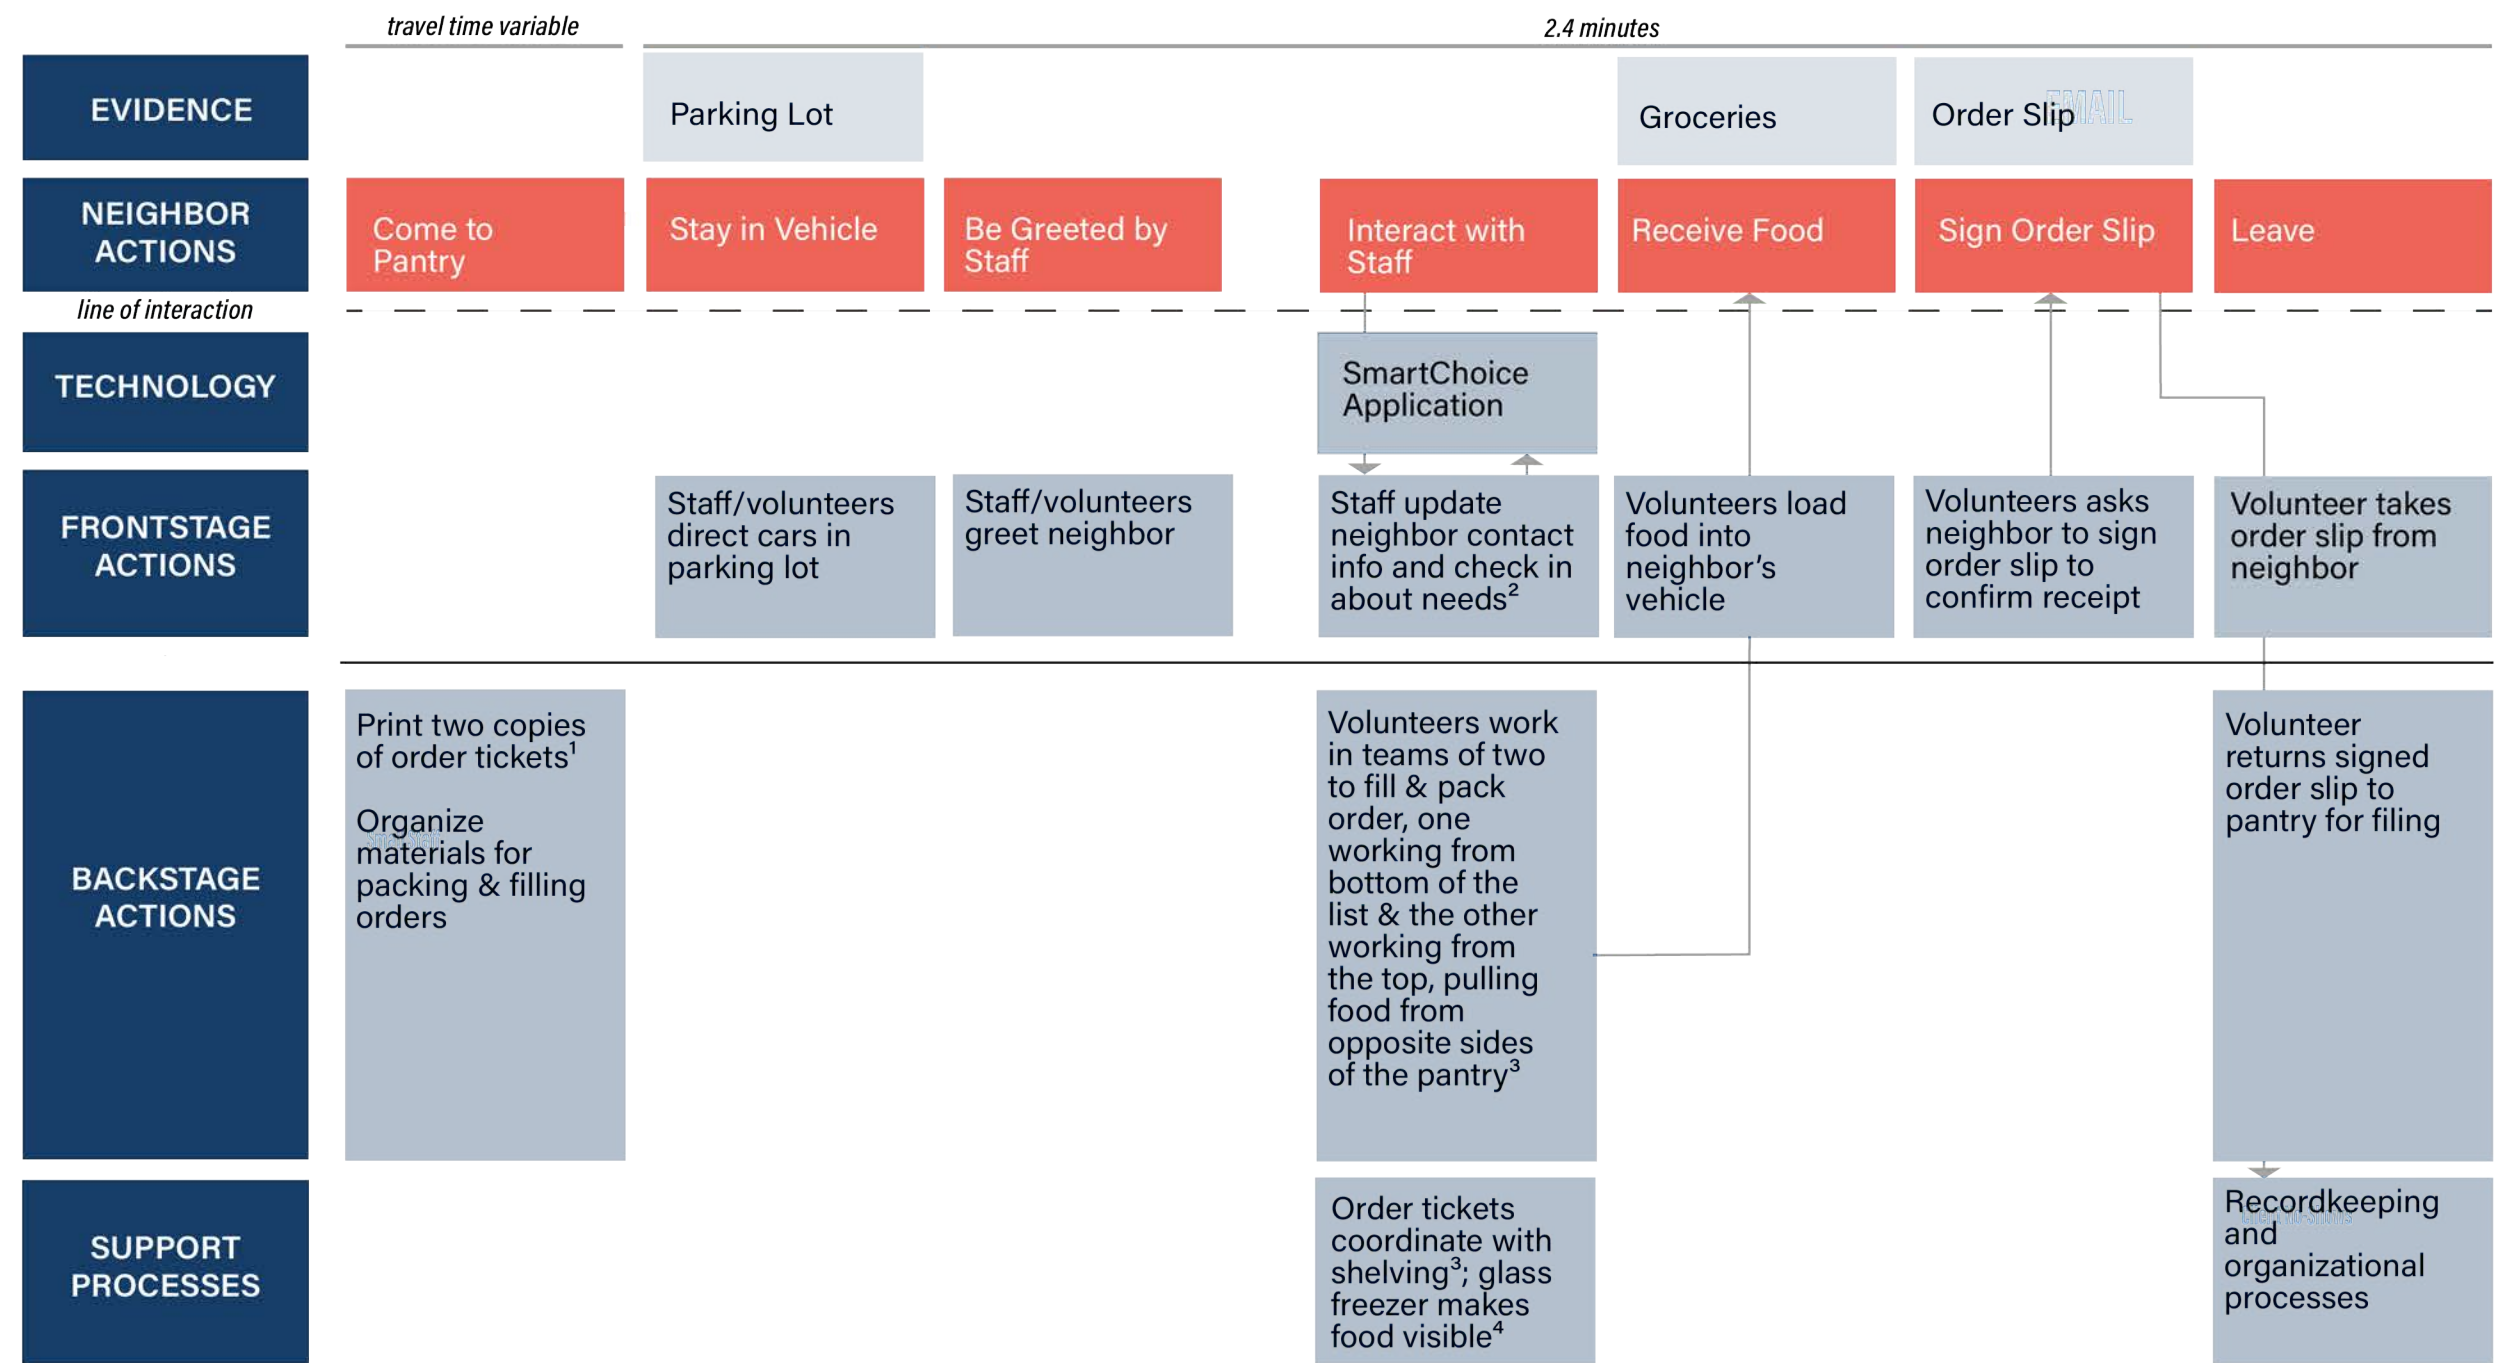 travel time variable
2.4 minutes
EVIDENCE
Parking Lot
Groceries
Order Slip
EMAIL
NEIGHBOR
ACTIONS
Come to
Pantry
Stay in Vehicle
Be Greeted by
Staff
Interact with
Staff
Receive Food
Sign Order Slip
Leave
line of interaction
TECHNOLOGY
SmartChoice
Application
FRONTSTAGE
ACTIONS
Staff/volunteers
direct cars in
parking lot
Staff/volunteers
greet neighbor
Staff update
neighbor contact
info and check in
about needs²
Volunteers load
food into
neighbor’s
vehicle
Volunteers asks
neighbor to sign
order slip to
confirm receipt
Volunteer takes
order slip from
neighbor
BACKSTAGE
ACTIONS
Print two copies
of order tickets¹
Organize
materials for
packing & filling
orders
Volunteers work
in teams of two
to fill & pack
order, one
working from
bottom of the
list & the other
working from
the top, pulling
food from
opposite sides
of the pantry³
Volunteer
returns signed
order slip to
pantry for filing
SUPPORT
PROCESSES
Order tickets
coordinate with
shelving³; glass
freezer makes
food visible⁴
Recordkeeping
and
organizational
processes